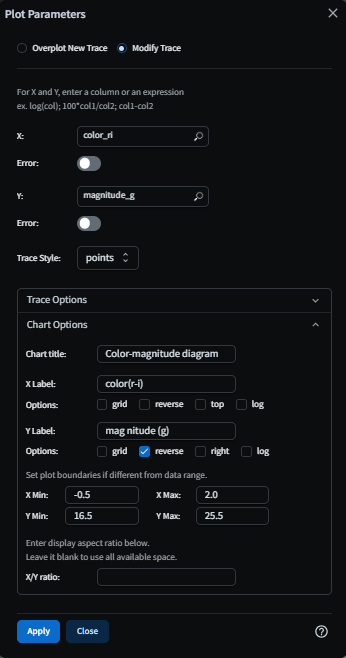 Plot Parameters
Overplot New Trace Modify Trace
For X and Y, enter a column or an expression
ex. log(col); 100*col1/col2; col1-col2
X: color_ri
Error:
Y: magnitude_g
Error:
Trace Style: points
Trace Options
Chart Options
Chart title: Color-magnitude diagram
X Label: color(r-i)
Options: grid reverse top log
Y Label: mag nitude (g)
Options: grid reverse right log
Set plot boundaries if different from data range.
X Min: -0.5 X Max: 2.0
Y Min: 16.5 Y Max: 25.5
Enter display aspect ratio below.
Leave it blank to use all available space.
X/Y ratio:
Apply Close